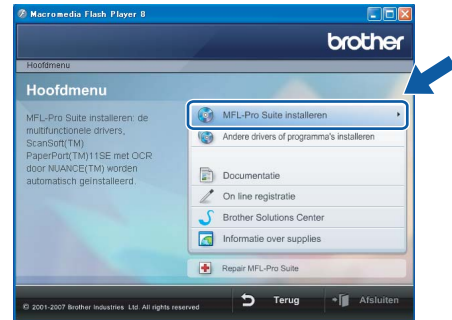 Macromedia Flash Player 8
brother
Hoofdmenu
Hoofdmenu
MFL-Pro Suite installeren: de
multifunctionele drivers,
ScanSoft(TM)
PaperPort(TM)11SE met OCR
door NUANCE(TM) worden
automatisch geïnstalleerd.
MFL-Pro Suite installeren
Andere drivers of programma's installeren
Documentatie
On line registratie
Brother Solutions Center
Informatie over supplies
Repair MFL-Pro Suite
© 2001-2007 Brother Industries Ltd. All rights reserved
Terug
Afsluiten